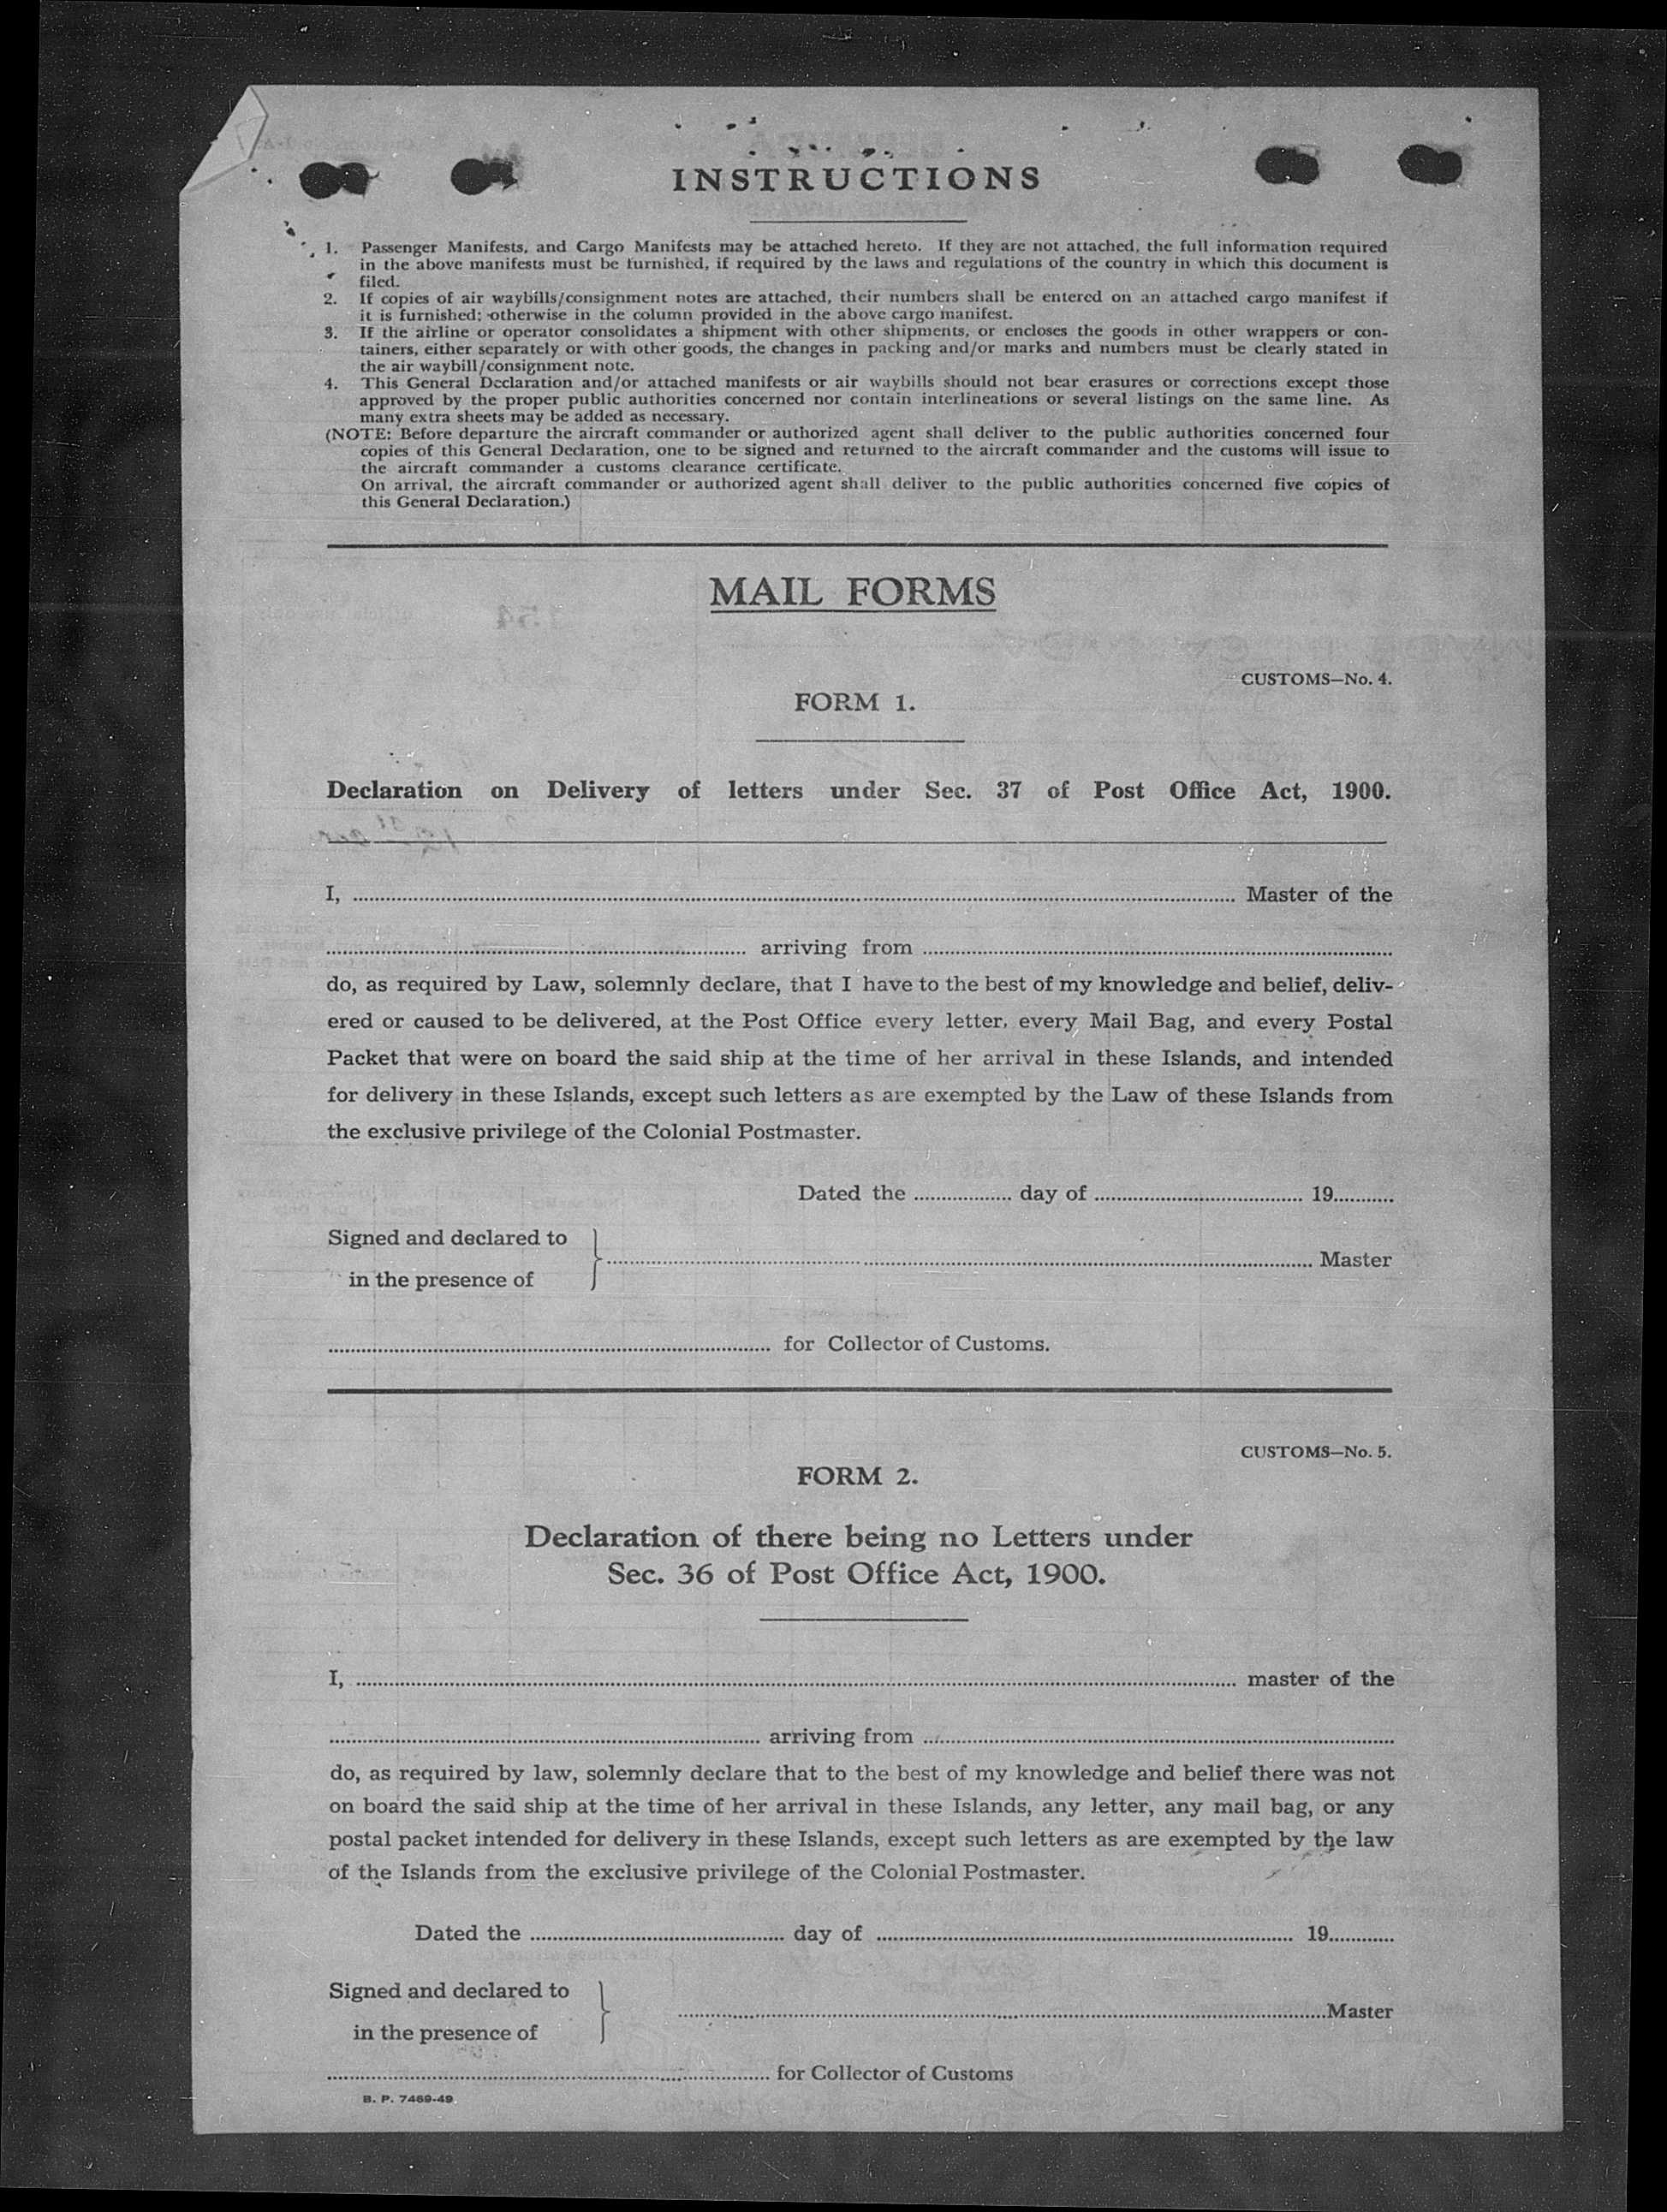 INSTRUCTIONS
1. Passenger Manifests, and Cargo Manifests may be attached hereto. If they are not attached, the full information required
in the above manifests must be furnished, if required by the laws and regulations of the country in which this document is
filed.
2. If copies of air waybills/consignment notes are attached, their numbers shall be entered on an attached cargo manifest if
it is furnished; otherwise in the column provided in the above cargo manifest.
3. If the airline or operator consolidates a shipment with other shipments, or encloses the goods in other wrappers or con-
tainers, either separately or with other goods, the changes in packing and/or marks and numbers must be clearly stated in
the air waybill/consignment note.
4. This General Declaration and/or attached manifests or air waybills should not bear erasures or corrections except those
approved by the proper public authorities concerned nor contain interlineations or several listings on the same line. As
many extra sheets may be added as necessary.
(NOTE: Before departure the aircraft commander or authorized agent shall deliver to the public authorities concerned four
copies of this General Declaration, one to be signed and returned to the aircraft commander and the customs will issue to
the aircraft commander a customs clearance certificate.
On arrival, the aircraft commander or authorized agent shall deliver to the public authorities concerned five copies of
this General Declaration.)
MAIL FORMS
CUSTOMS—No. 4.
FORM 1.
Declaration on Delivery of letters under Sec. 37 of Post Office Act, 1900.
I, ........................ Master of the
........................ arriving from ........................
do, as required by Law, solemnly declare, that I have to the best of my knowledge and belief, deliv-
ered or caused to be delivered, at the Post Office every letter, every Mail Bag, and every Postal
Packet that were on board the said ship at the time of her arrival in these Islands, and intended
for delivery in these Islands, except such letters as are exempted by the Law of these Islands from
the exclusive privilege of the Colonial Postmaster.
Dated the ........ day of ................ 19........
Signed and declared to
in the presence of } ........................ Master
........................ for Collector of Customs.
CUSTOMS—No. 5.
FORM 2.
Declaration of there being no Letters under
Sec. 36 of Post Office Act, 1900.
I, ........................ master of the
........................ arriving from ........................
do, as required by law, solemnly declare that to the best of my knowledge and belief there was not
on board the said ship at the time of her arrival in these Islands, any letter, any mail bag, or any
postal packet intended for delivery in these Islands, except such letters as are exempted by the law
of the Islands from the exclusive privilege of the Colonial Postmaster.
Dated the ................ day of ........................ 19........
Signed and declared to
in the presence of } ........................Master
........................ for Collector of Customs
B. P. 7469-49